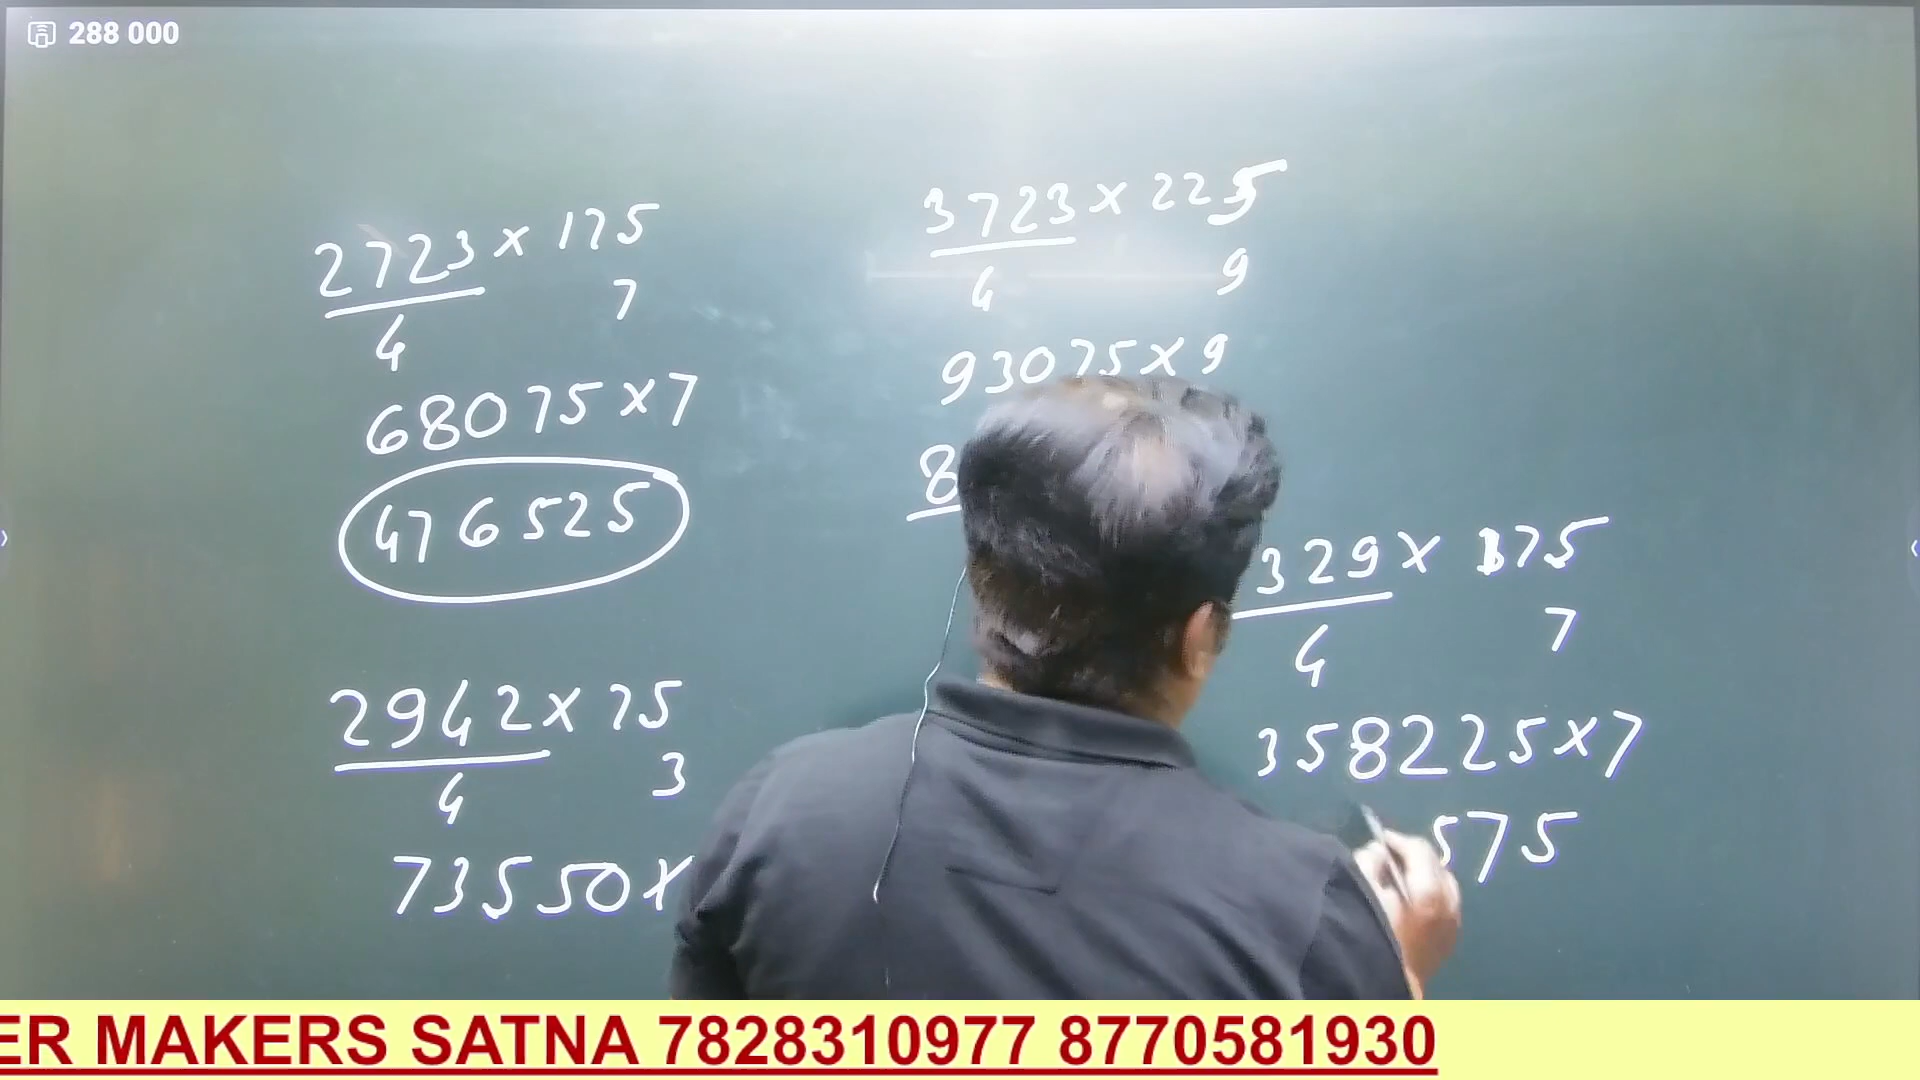 288 000
2723 x 175
4 7
68075 x 7
476525
3723 x 225
4 9
93075 x 9
8
2942 x 75
4 3
73550 x
329 x 175
4 7
358225 x 7
575
ER MAKERS SATNA 7828310977 8770581930